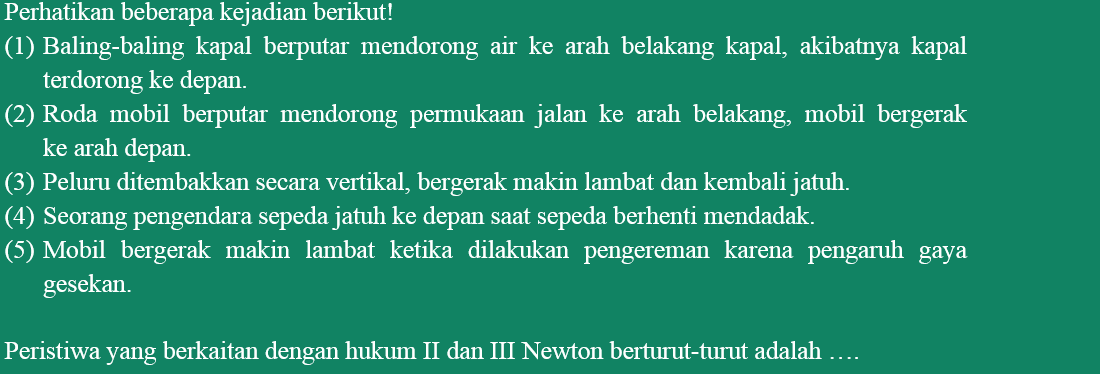 Perhatikan beberapa kejadian berikut!
(1) Baling-baling kapal berputar mendorong air ke arah belakang kapal, akibatnya kapal
terdorong ke depan.
(2) Roda mobil berputar mendorong permukaan jalan ke arah belakang, mobil bergerak
ke arah depan.
(3) Peluru ditembakkan secara vertikal, bergerak makin lambat dan kembali jatuh.
(4) Seorang pengendara sepeda jatuh ke depan saat sepeda berhenti mendadak.
(5) Mobil bergerak makin lambat ketika dilakukan pengereman karena pengaruh gaya
gesekan.
Peristiwa yang berkaitan dengan hukum II dan III Newton berturut-turut adalah ….